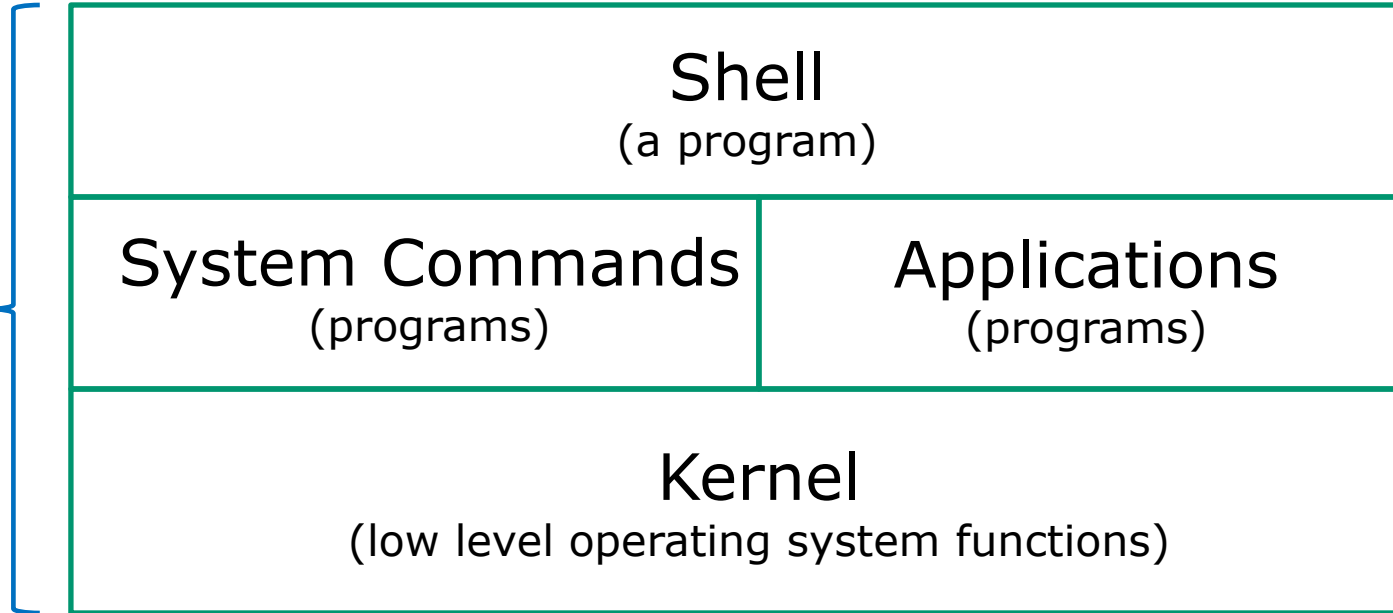 Shell
(a program)
System Commands
(programs)
Applications
(programs)
Kernel
(low level operating system functions)